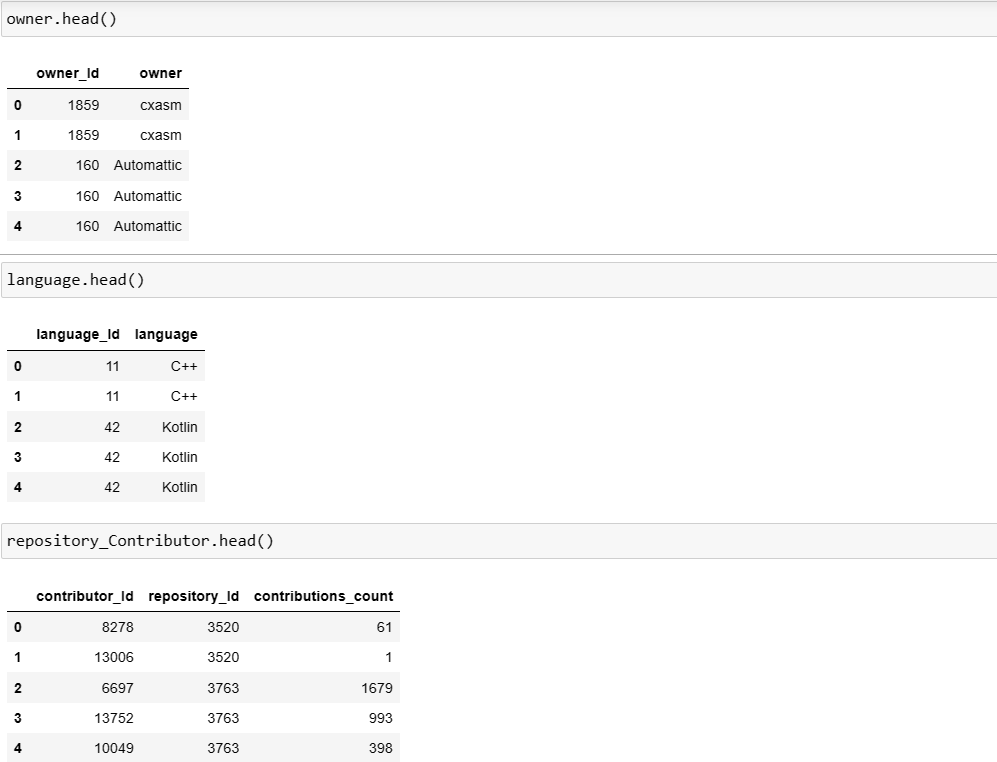 owner.head()
owner_id owner
0 1859 cxasm
1 1859 cxasm
2 160 Automattic
3 160 Automattic
4 160 Automattic
language.head()
language_id language
0 11 C++
1 11 C++
2 42 Kotlin
3 42 Kotlin
4 42 Kotlin
repository_Contributor.head()
contributor_id repository_id contributions_count
0 8278 3520 61
1 13006 3520 1
2 6697 3763 1679
3 13752 3763 993
4 10049 3763 398